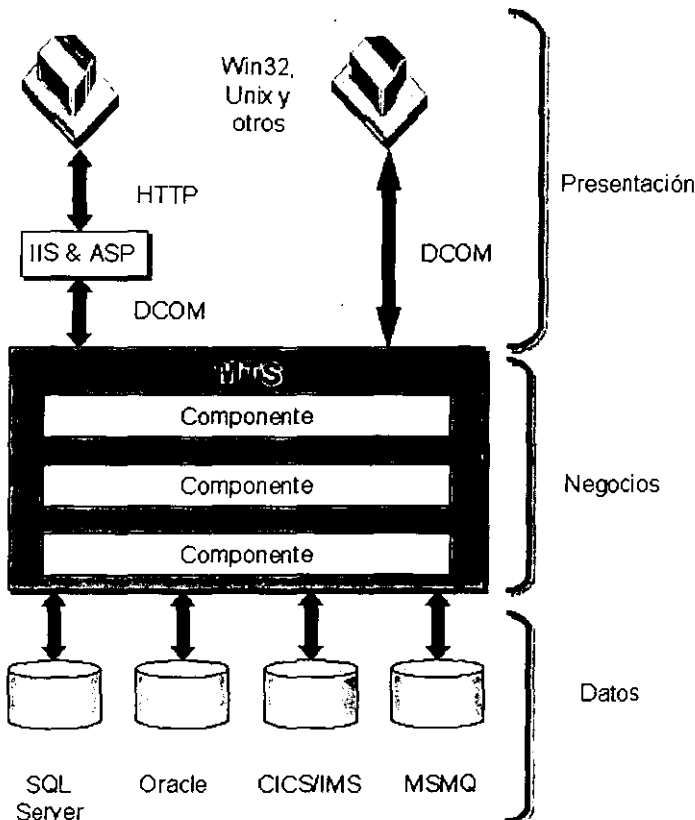 Win32,
Unix y
otros
Presentación
HTTP
IIS & ASP
DCOM
DCOM
MTS
Componente
Componente
Componente
Negocios
Datos
SQL
Server
Oracle
CICS/IMS
MSMQ